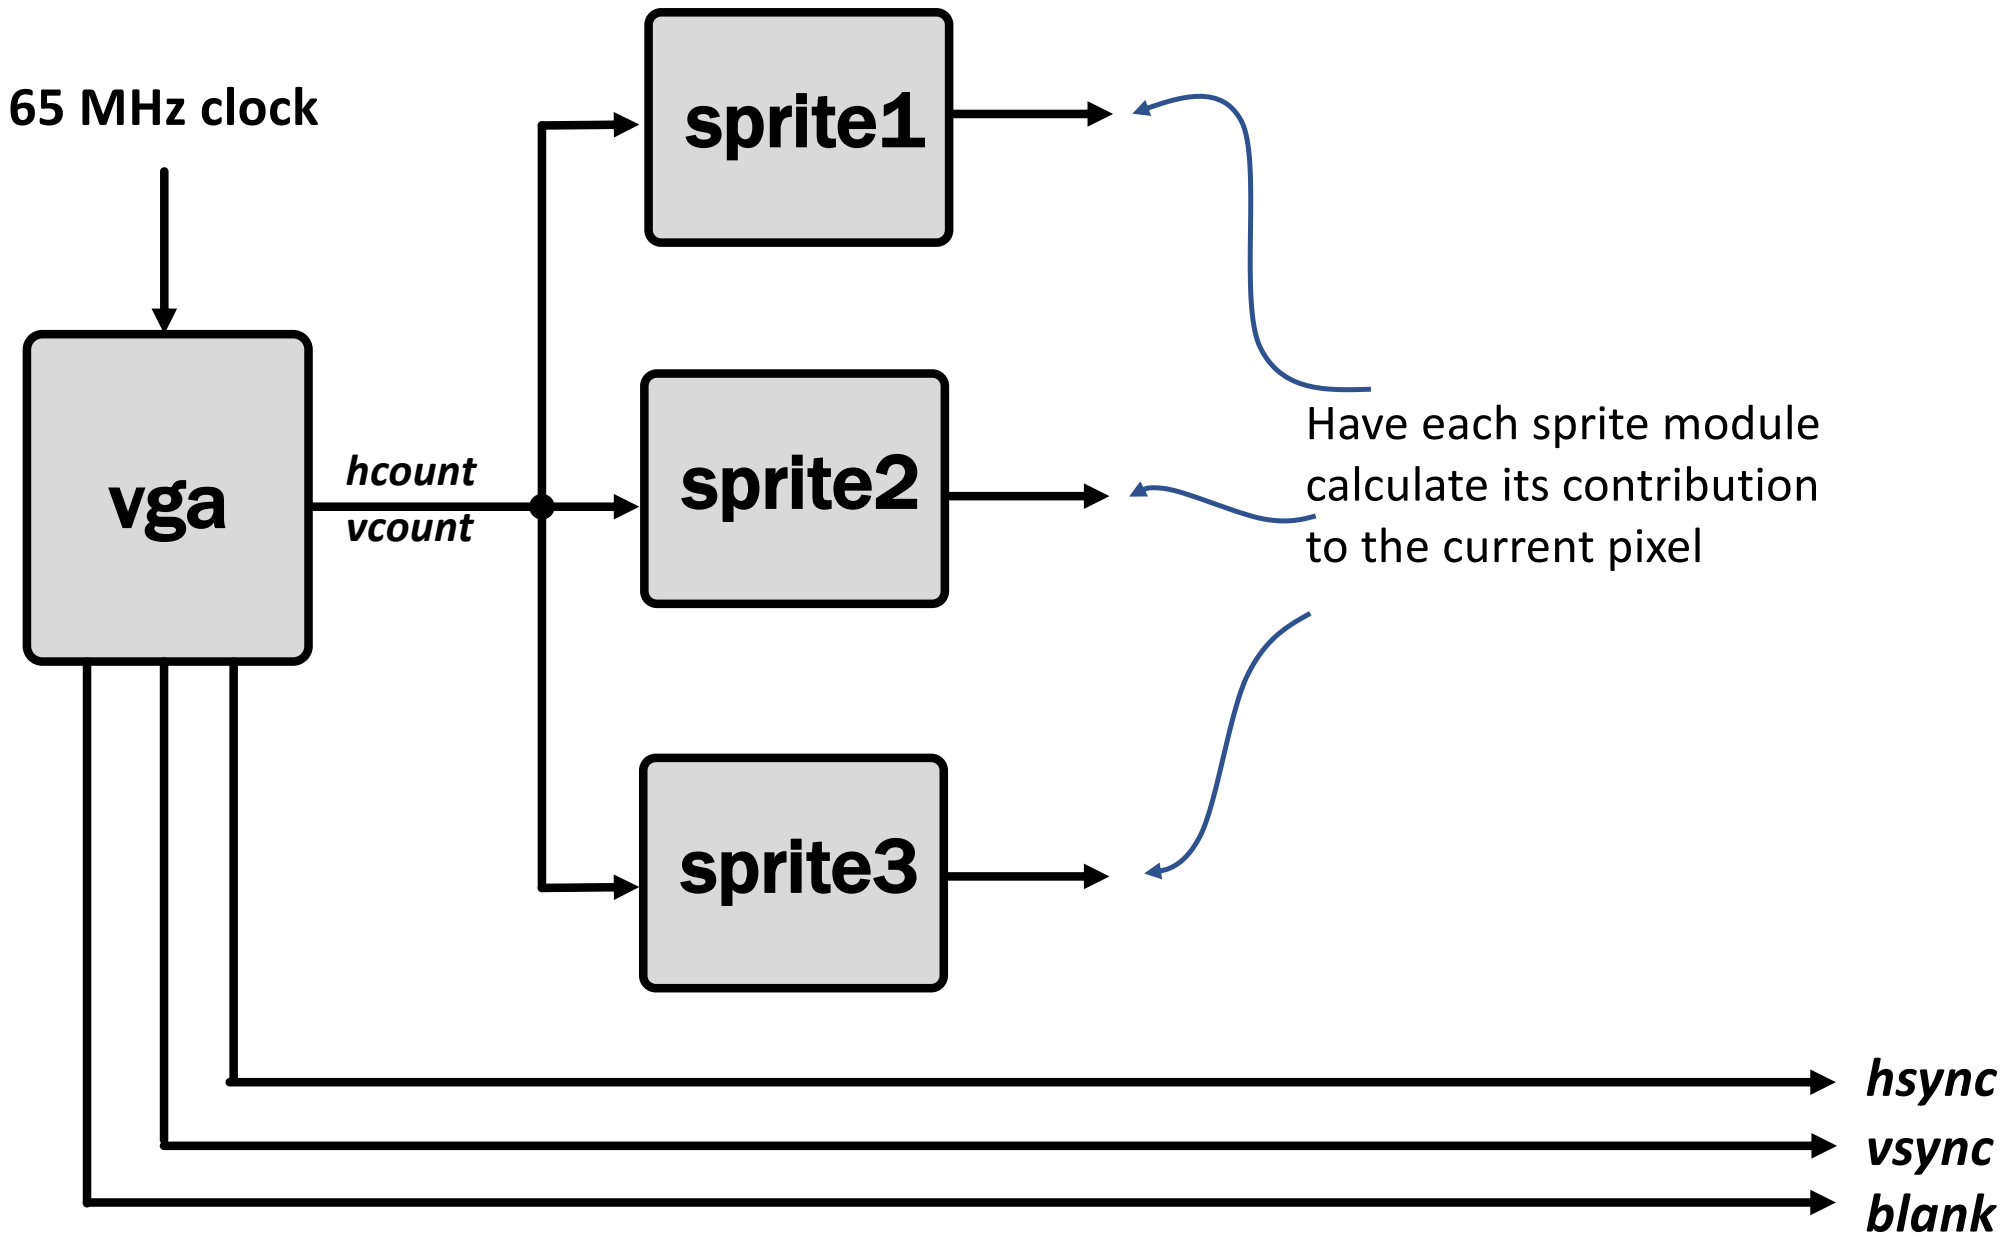 65 MHz clock
vga
hcount
vcount
sprite1
sprite2
sprite3
Have each sprite module
calculate its contribution
to the current pixel
hsync
vsync
blank